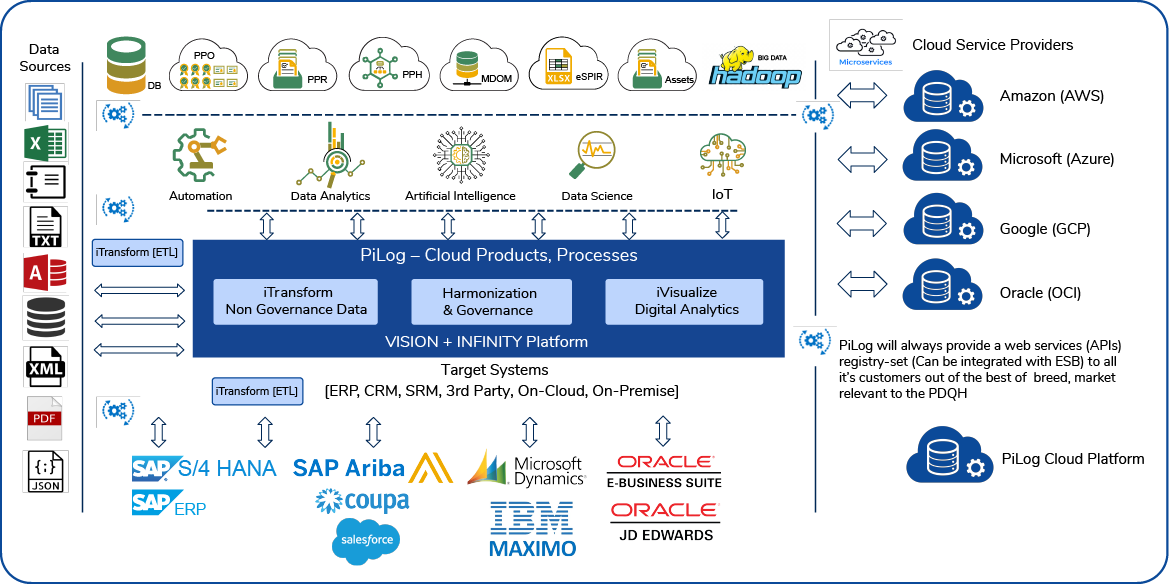 Data
Sources
X
TXT
A
XML
PDF
{;}
JSON
DB
PPO
PPR
PPH
MDOM
XLSX
eSPIR
Assets
BIG DATA
hadoop
Automation
Data Analytics
Artificial Intelligence
Data Science
IoT
iTransform [ETL]
PiLog – Cloud Products, Processes
iTransform
Non Governance Data
Harmonization
& Governance
iVisualize
Digital Analytics
VISION + INFINITY Platform
Target Systems
[ERP, CRM, SRM, 3rd Party, On-Cloud, On-Premise]
iTransform [ETL]
SAP S/4 HANA
SAP ERP
SAP Ariba
coupa
salesforce
Microsoft
Dynamics
IBM
MAXIMO
ORACLE
E-BUSINESS SUITE
ORACLE
JD EDWARDS
Microservices
Cloud Service Providers
Amazon (AWS)
Microsoft (Azure)
Google (GCP)
Oracle (OCI)
PiLog will always provide a web services (APIs)
registry-set (Can be integrated with ESB) to all
it's customers out of the best of breed, market
relevant to the PDQH
PiLog Cloud Platform